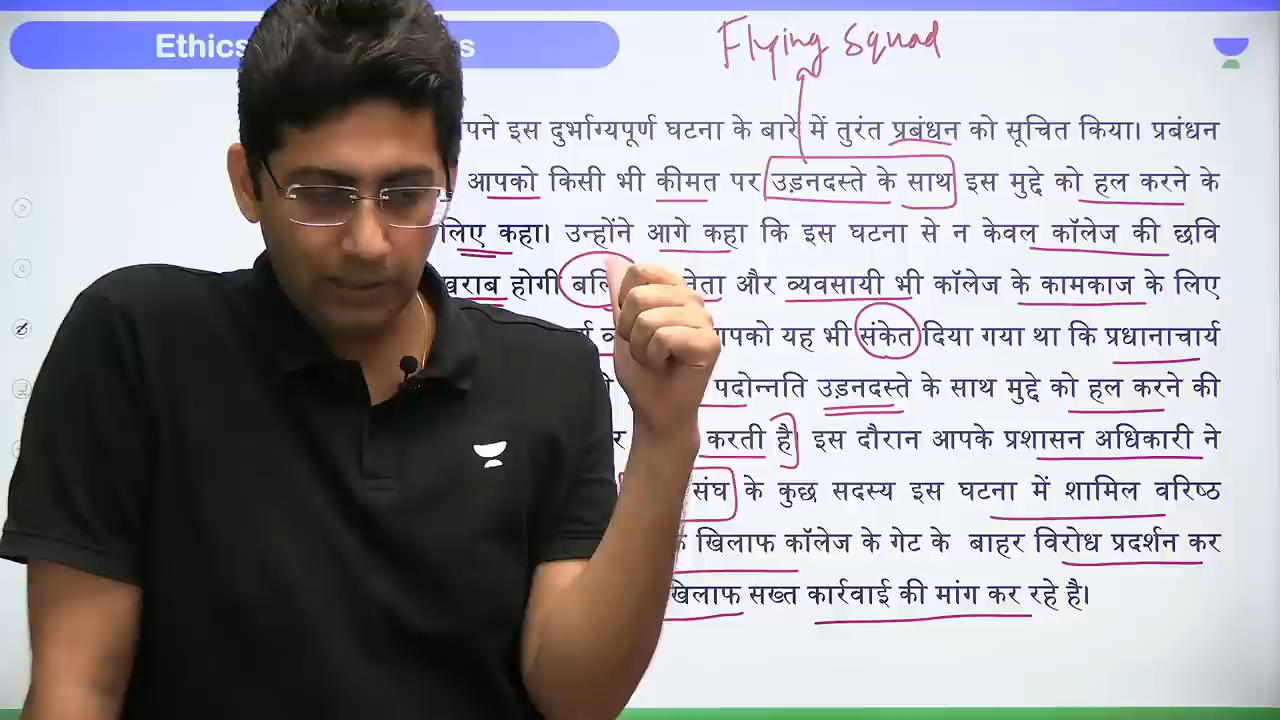 Flying Squad
Ethics
इस दुर्भाग्यपूर्ण घटना के बारे में तुरंत प्रबंधन को सूचित किया। प्रबंधन
आपको किसी भी कीमत पर उड़नदस्ते के साथ इस मुद्दे को हल करने के
लिए कहा। उन्होंने आगे कहा कि इस घटना से न केवल कॉलेज की छवि
खराब होगी नेता और व्यवसायी भी कॉलेज के कामकाज के लिए
यह भी संकेत दिया गया था कि प्रधानाचार्य
पदोन्नति उड़नदस्ते के साथ मुद्दे को हल करने की
करती है। इस दौरान आपके प्रशासन अधिकारी ने
संघ के कुछ सदस्य इस घटना में शामिल वरिष्ठ
खिलाफ कॉलेज के गेट के बाहर विरोध प्रदर्शन कर
खिलाफ सख्त कार्रवाई की मांग कर रहे है।